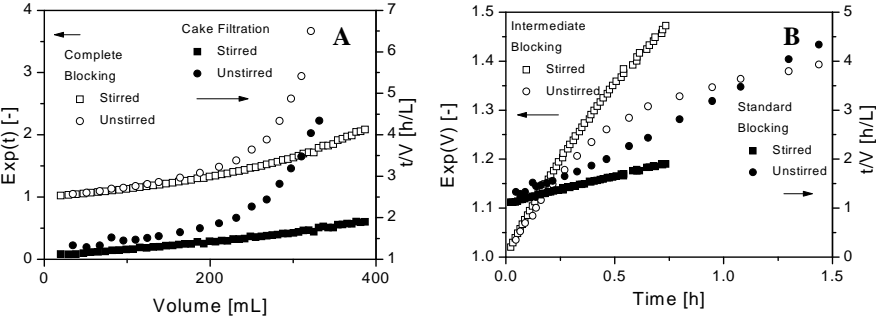 A
Exp(t) [-]
4
3
2
1
0
Complete
Blocking
Stirred
Unstirred
Cake Filtration
Stirred
Unstirred
7
6
5
4
3
2
1
t/V [h/L]
0
200
400
Volume [mL]
B
Exp(V) [-]
1.5
1.4
1.3
1.2
1.1
1.0
Intermediate
Blocking
Stirred
Unstirred
Standard
Blocking
Stirred
Unstirred
5
4
3
2
1
0
t/V [h/L]
0.0
0.5
1.0
1.5
Time [h]